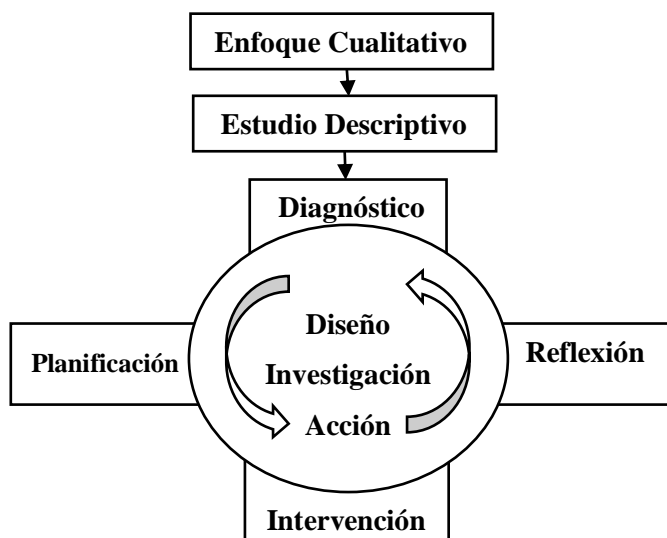 Enfoque Cualitativo
Estudio Descriptivo
Diagnóstico
Diseño
Investigación
Acción
Planificación
Reflexión
Intervención